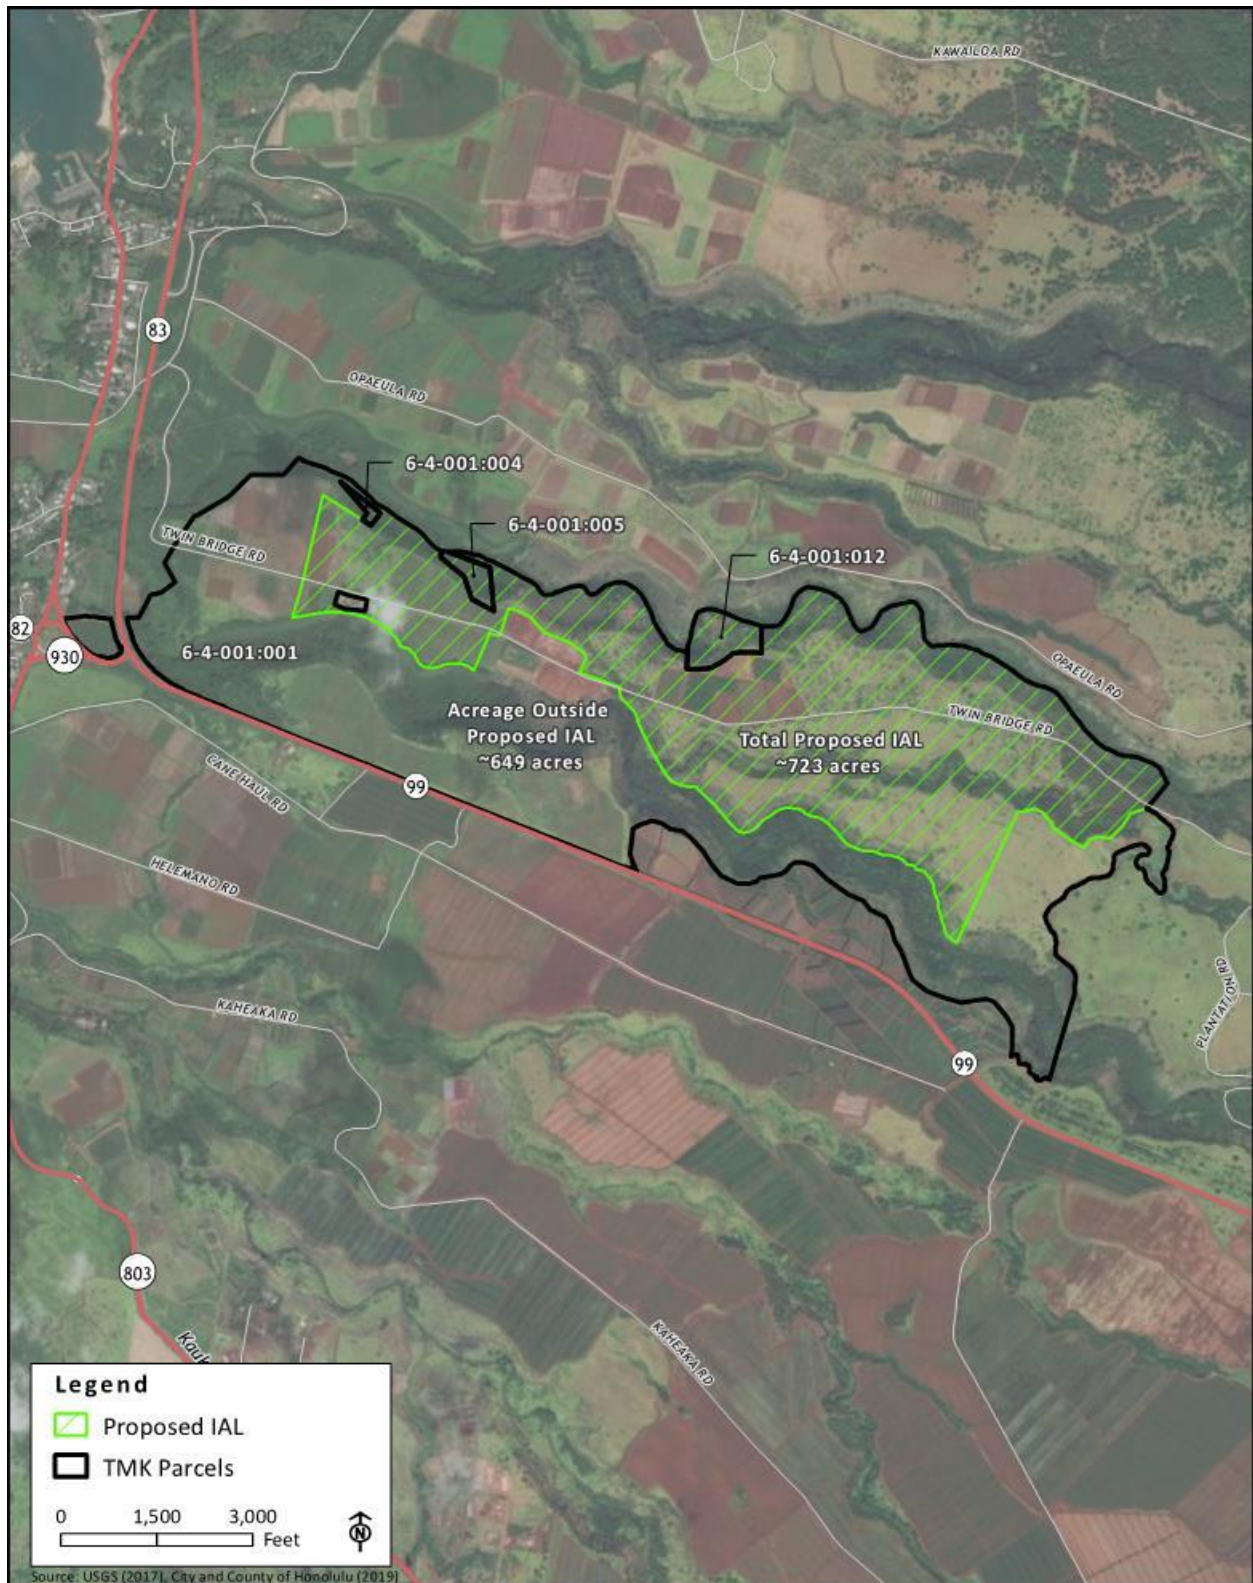 KAWAILOA RD
83
OPAEULA RD
6-4-001:004
6-4-001:005
TWIN BRIDGE RD
6-4-001:012
82
930
6-4-001:001
OPAEULA RD
Acreage Outside
Proposed IAL
~649 acres
TWIN BRIDGE RD
Total Proposed IAL
~723 acres
CANE HAUL RD
99
HELEMANO RD
PLANTATION RD
KAHEAKA RD
99
803
Kauk
KAHEAKA RD
Legend
Proposed IAL
TMK Parcels
0 1,500 3,000
Feet
N
Source: USGS (2017), City and County of Honolulu (2019)